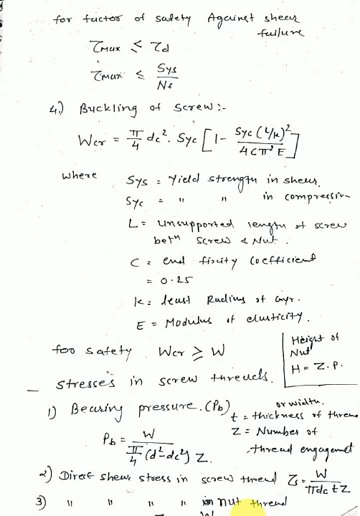 for factor of safety Against shear
failure
τmax ≤ τd
τmax ≤ Sys / Ns
4.) Buckling of screw:-
Wcr = π/4 dc². Syc [1 - Syc (L/k)² / 4Cπ²E]
where Sys = Yield strength in shear.
Syc = " " in compression
L = unsupported length of screw
betn screw & Nut.
C = end fixity coefficient
= 0.25
k = least Radius of gyr.
E = Modulus of elasticity.
for safety Wcr ≥ W
Height of
Nut
H = Z. P.
stresses in screw threads.
1) Bearing pressure. (Pb)
or width.
t = thickness of thread
Z = Number of
thread engagement
Pb = W / π/4 (d² - dc²) Z
2) Direct shear stress in screw thread τs = W / πdc t Z
3) " " " in nut thread
W